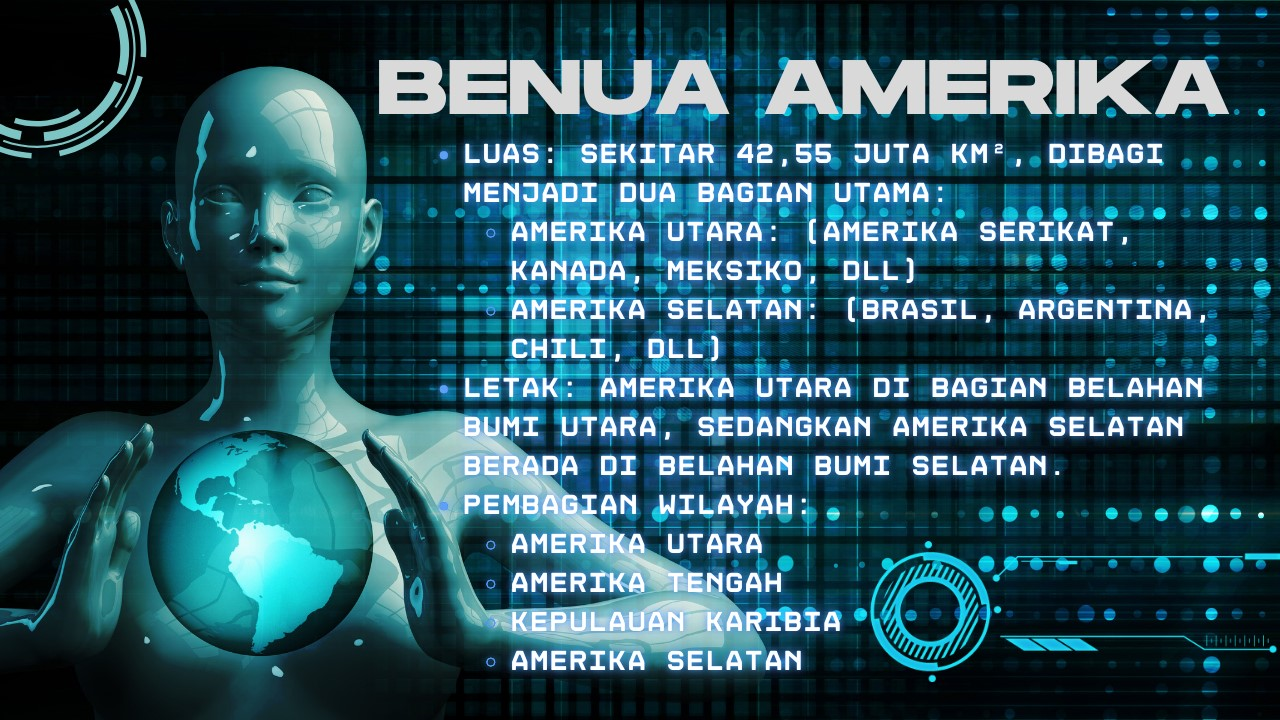 BENUA AMERIKA
• LUAS: SEKITAR 42,55 JUTA KM², DIBAGI
MENJADI DUA BAGIAN UTAMA:
◦ AMERIKA UTARA: (AMERIKA SERIKAT,
KANADA, MEKSIKO, DLL)
◦ AMERIKA SELATAN: (BRASIL, ARGENTINA,
CHILI, DLL)
• LETAK: AMERIKA UTARA DI BAGIAN BELAHAN
BUMI UTARA, SEDANGKAN AMERIKA SELATAN
BERADA DI BELAHAN BUMI SELATAN.
• PEMBAGIAN WILAYAH:
◦ AMERIKA UTARA
◦ AMERIKA TENGAH
◦ KEPULAUAN KARIBIA
◦ AMERIKA SELATAN